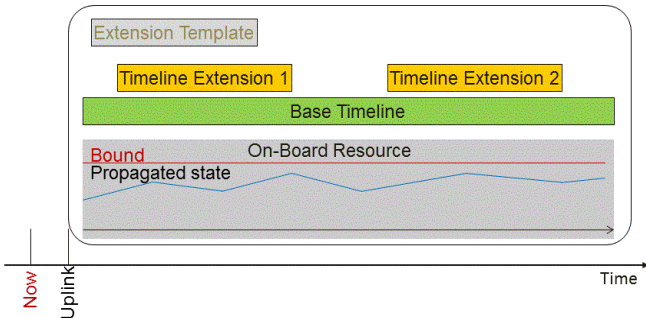 Extension Template
Timeline Extension 1
Timeline Extension 2
Base Timeline
On-Board Resource
Bound
Propagated state
Now
Uplink
Time